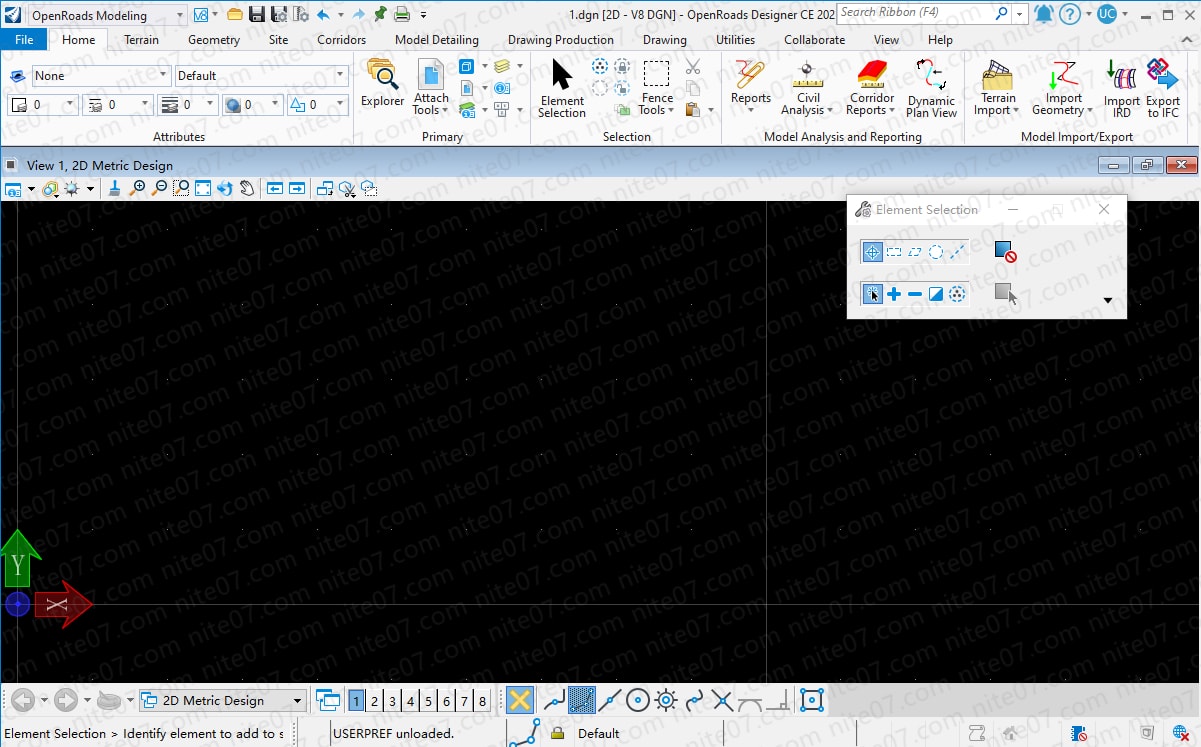 OpenRoads Modeling
1.dgn [2D - V8 DGN] - OpenRoads Designer CE 202
Search Ribbon (F4)
UC
File Home Terrain Geometry Site Corridors Model Detailing Drawing Production Drawing Utilities Collaborate View Help
None Default
0 0 0 0 0
Attributes
Explorer
Attach Tools
Primary
Element Selection
Fence Tools
Selection
Reports
Civil Analysis
Corridor Reports
Dynamic Plan View
Model Analysis and Reporting
Terrain Import
Import Geometry
Import IRD
Export to IFC
Model Import/Export
View 1, 2D Metric Design
Element Selection
nite07.com
Y
X
2D Metric Design
1 2 3 4 5 6 7 8
Element Selection > Identify element to add to s
USERPREF unloaded.
Default